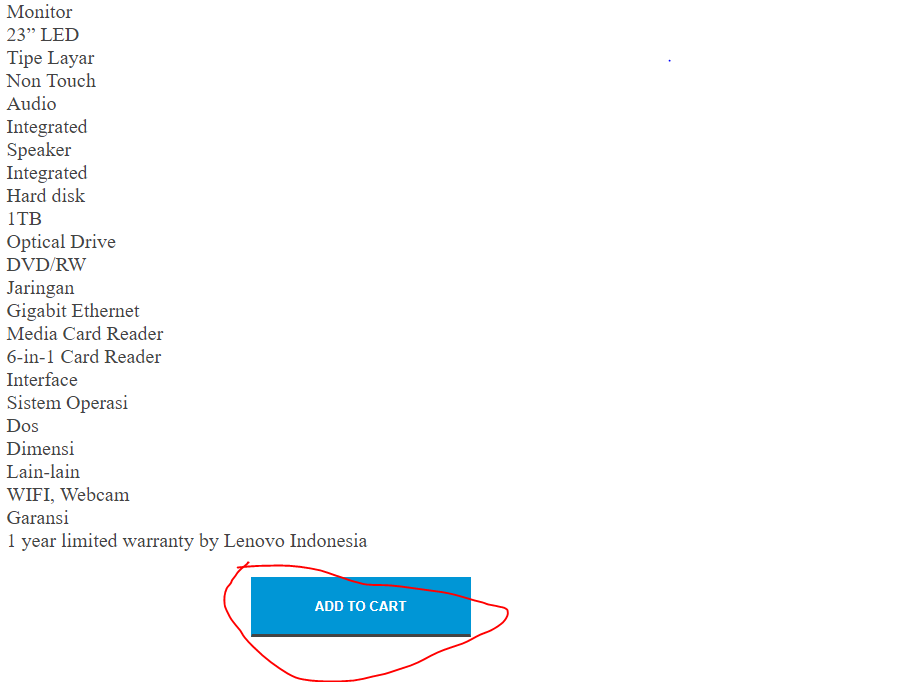 Monitor
23” LED
Tipe Layar
Non Touch
Audio
Integrated
Speaker
Integrated
Hard disk
1TB
Optical Drive
DVD/RW
Jaringan
Gigabit Ethernet
Media Card Reader
6-in-1 Card Reader
Interface
Sistem Operasi
Dos
Dimensi
Lain-lain
WIFI, Webcam
Garansi
1 year limited warranty by Lenovo Indonesia
ADD TO CART